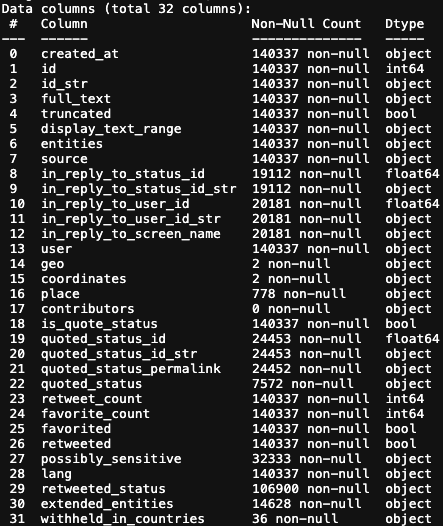 Data columns (total 32 columns):
 #   Column                     Non-Null Count   Dtype
---  ------                     --------------   -----
 0   created_at                 140337 non-null  object
 1   id                         140337 non-null  int64
 2   id_str                     140337 non-null  object
 3   full_text                  140337 non-null  object
 4   truncated                  140337 non-null  bool
 5   display_text_range         140337 non-null  object
 6   entities                   140337 non-null  object
 7   source                     140337 non-null  object
 8   in_reply_to_status_id      19112 non-null   float64
 9   in_reply_to_status_id_str  19112 non-null   object
 10  in_reply_to_user_id        20181 non-null   float64
 11  in_reply_to_user_id_str    20181 non-null   object
 12  in_reply_to_screen_name    20181 non-null   object
 13  user                       140337 non-null  object
 14  geo                        2 non-null       object
 15  coordinates                2 non-null       object
 16  place                      778 non-null     object
 17  contributors               0 non-null       object
 18  is_quote_status            140337 non-null  bool
 19  quoted_status_id           24453 non-null   float64
 20  quoted_status_id_str       24453 non-null   object
 21  quoted_status_permalink    24452 non-null   object
 22  quoted_status              7572 non-null    object
 23  retweet_count              140337 non-null  int64
 24  favorite_count             140337 non-null  int64
 25  favorited                  140337 non-null  bool
 26  retweeted                  140337 non-null  bool
 27  possibly_sensitive         32333 non-null   object
 28  lang                       140337 non-null  object
 29  retweeted_status           106900 non-null  object
 30  extended_entities          14628 non-null   object
 31  withheld_in_countries      36 non-null      object